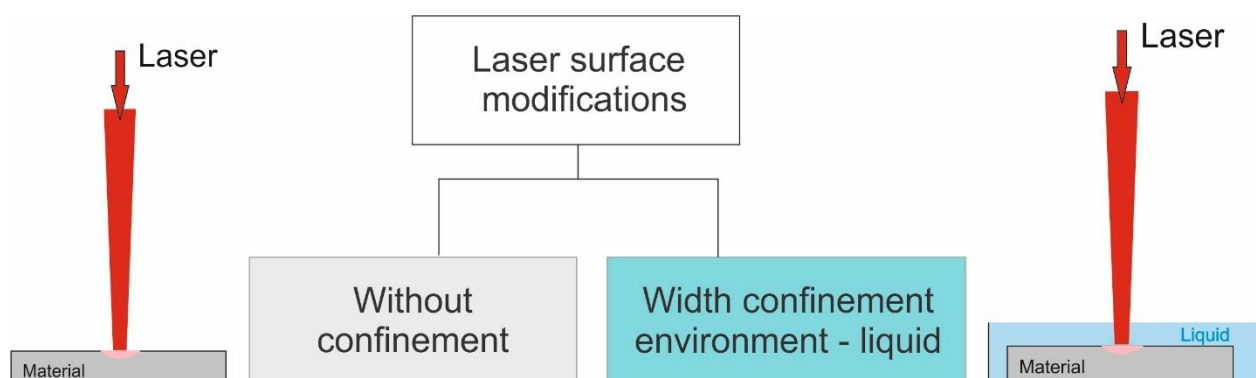 Laser
Laser surface
modifications
Laser
Without
confinement
Width confinement
environment - liquid
Liquid
Material
Material